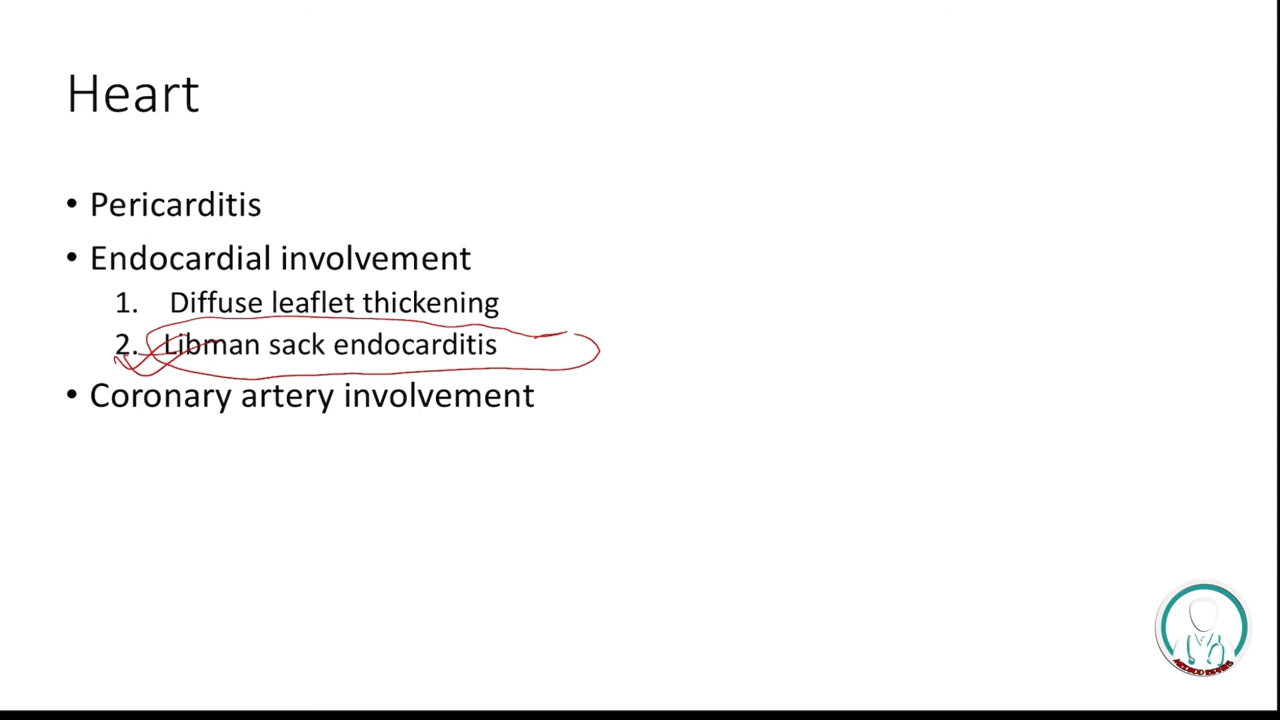 Heart
• Pericarditis
• Endocardial involvement
1. Diffuse leaflet thickening
2. Libman sack endocarditis
• Coronary artery involvement